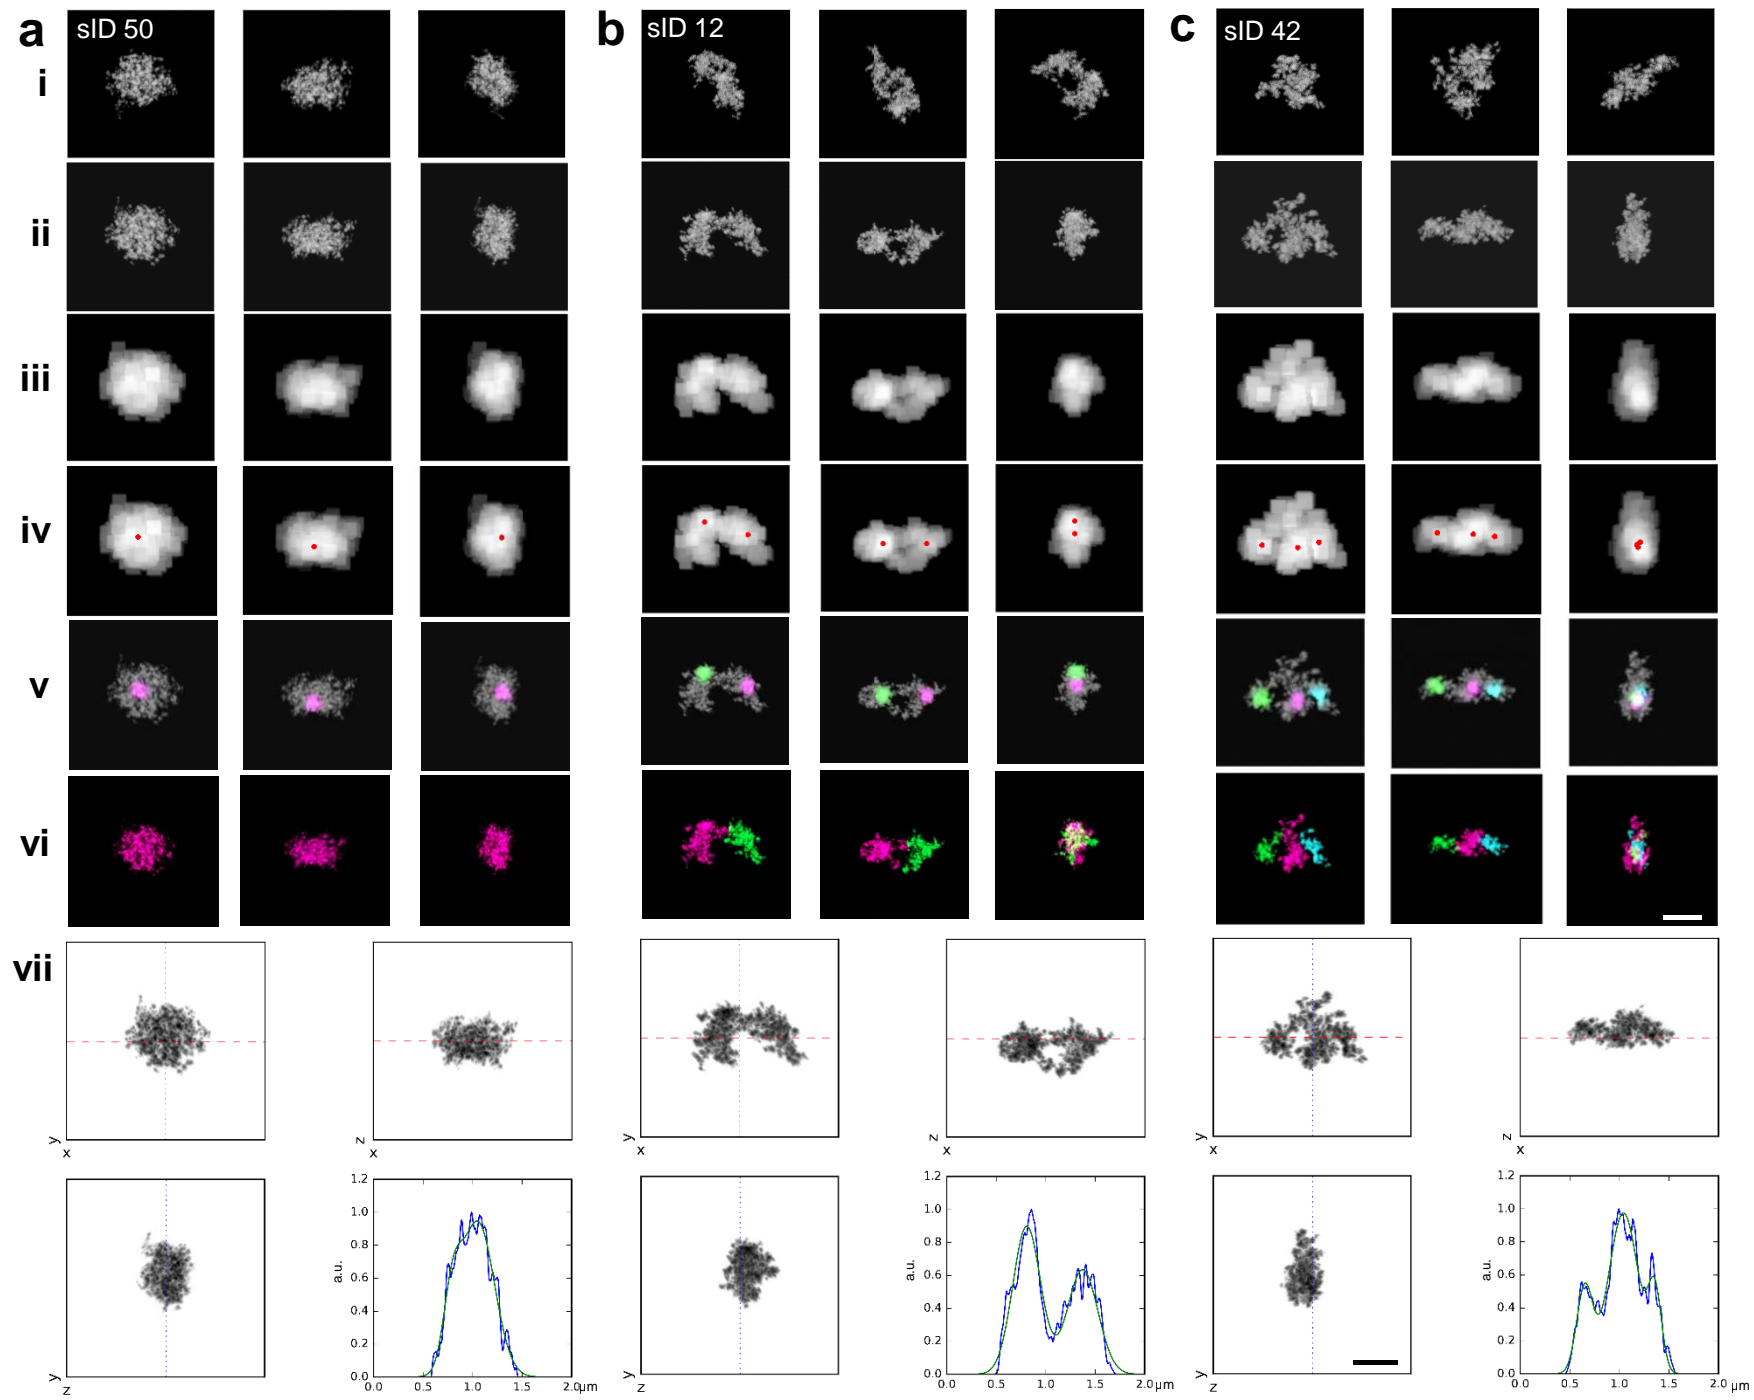 a sID 50 b sID 12 c sID 42
i
ii
iii
iv
v
vi
vii
y z y z y z
x x x x x x
1.2 1.2 1.2
1.0 1.0 1.0
0.8 0.8 0.8
a.u. a.u. a.u.
0.6 0.6 0.6
0.4 0.4 0.4
0.2 0.2 0.2
y 0.0 y 0.0 y 0.0
z 0.0 0.5 1.0 1.5 2.0 μm z 0.0 0.5 1.0 1.5 2.0 μm z 0.0 0.5 1.0 1.5 2.0 μm